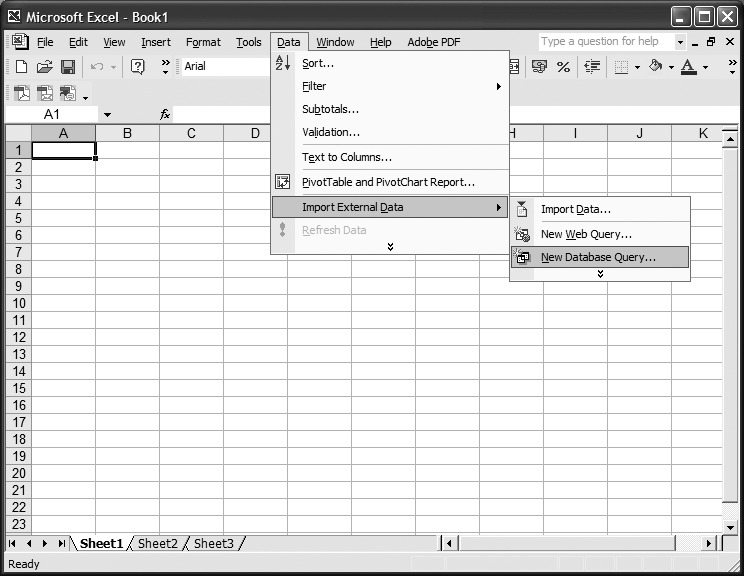 Microsoft Excel - Book1
File Edit View Insert Format Tools Data Window Help Adobe PDF Type a question for help
Arial %
A1 fx
A B C D H I J K
1
2
3
4
5
6
7
8
9
10
11
12
13
14
15
16
17
18
19
20
21
22
23
Sort...
Filter
Subtotals...
Validation...
Text to Columns...
PivotTable and PivotChart Report...
Import External Data
Refresh Data
Import Data...
New Web Query...
New Database Query...
Sheet1 Sheet2 Sheet3
Ready